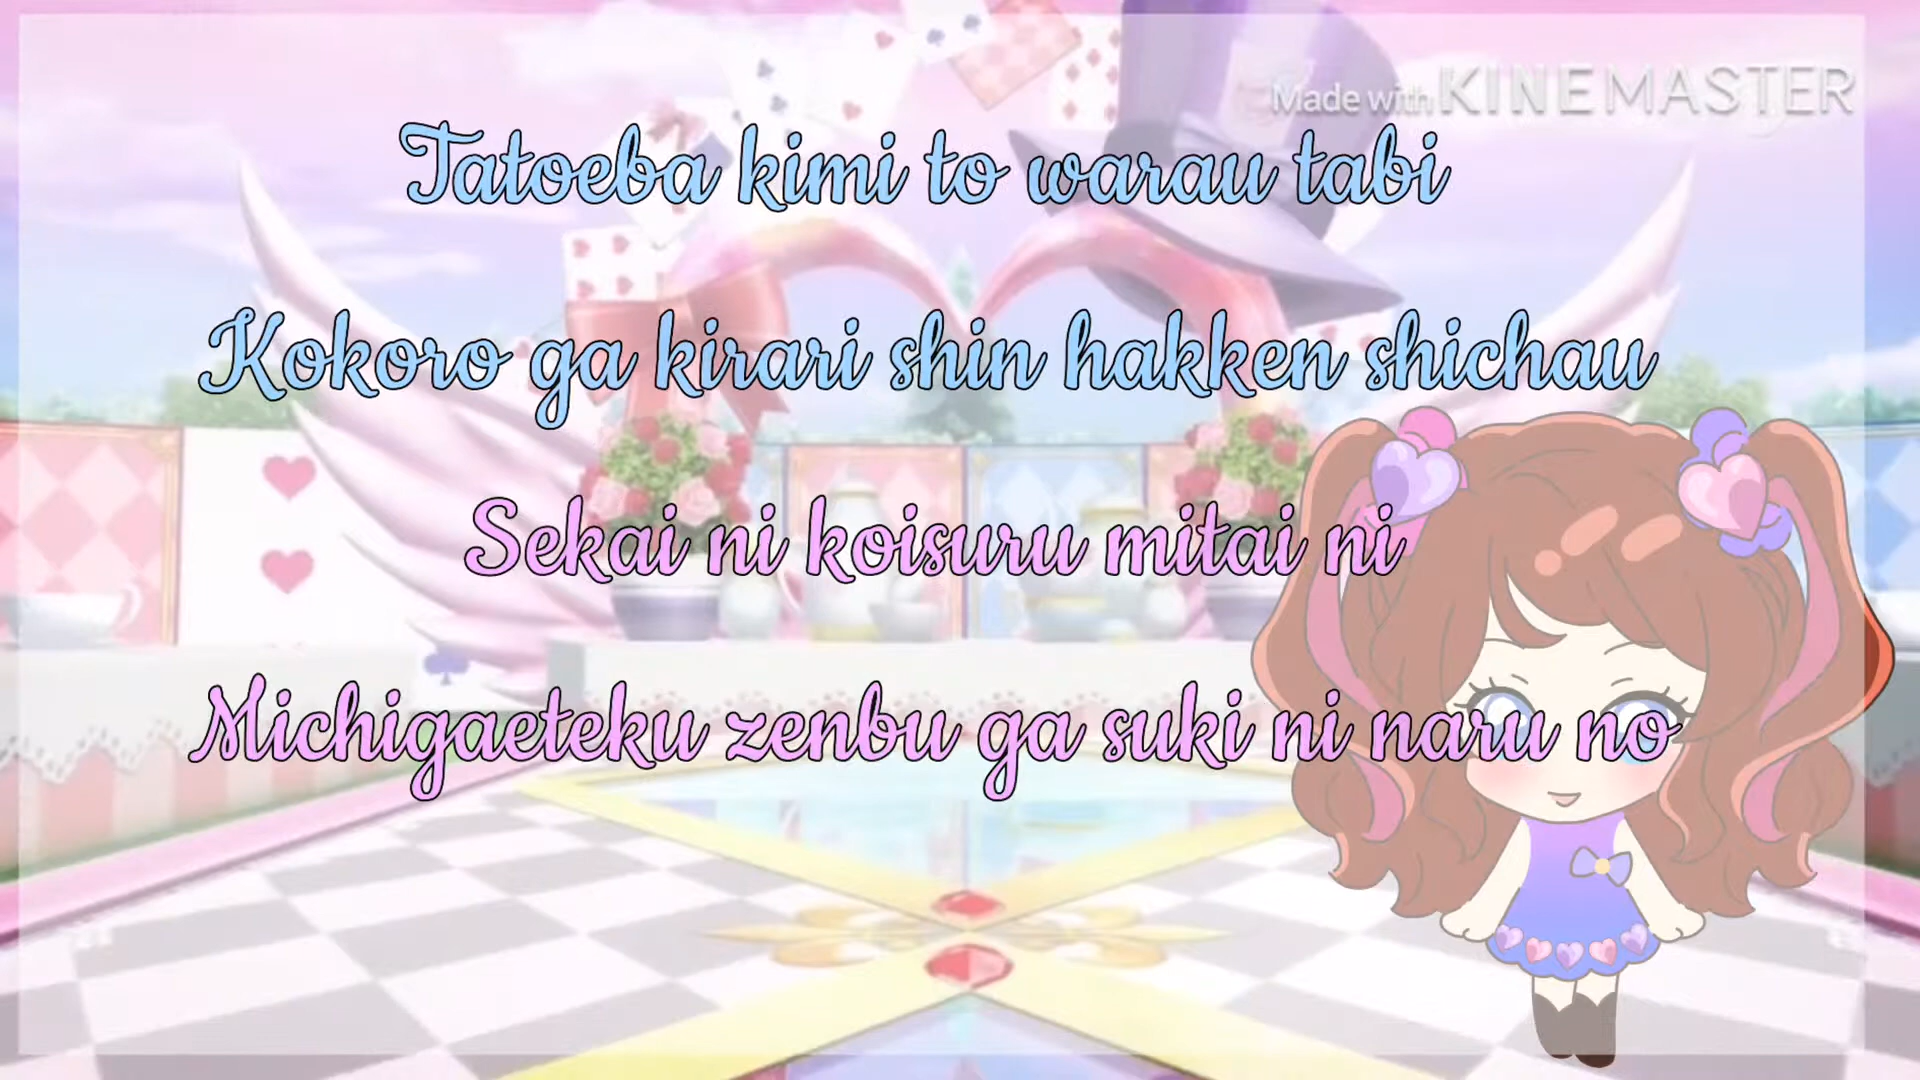 Made with KINEMASTER
Tatoeba kimi to warau tabi
Kokoro ga kirari shin hakken shichau
Sekai ni koisuru mitai ni
Michigaeteku zenbu ga suki ni naru no